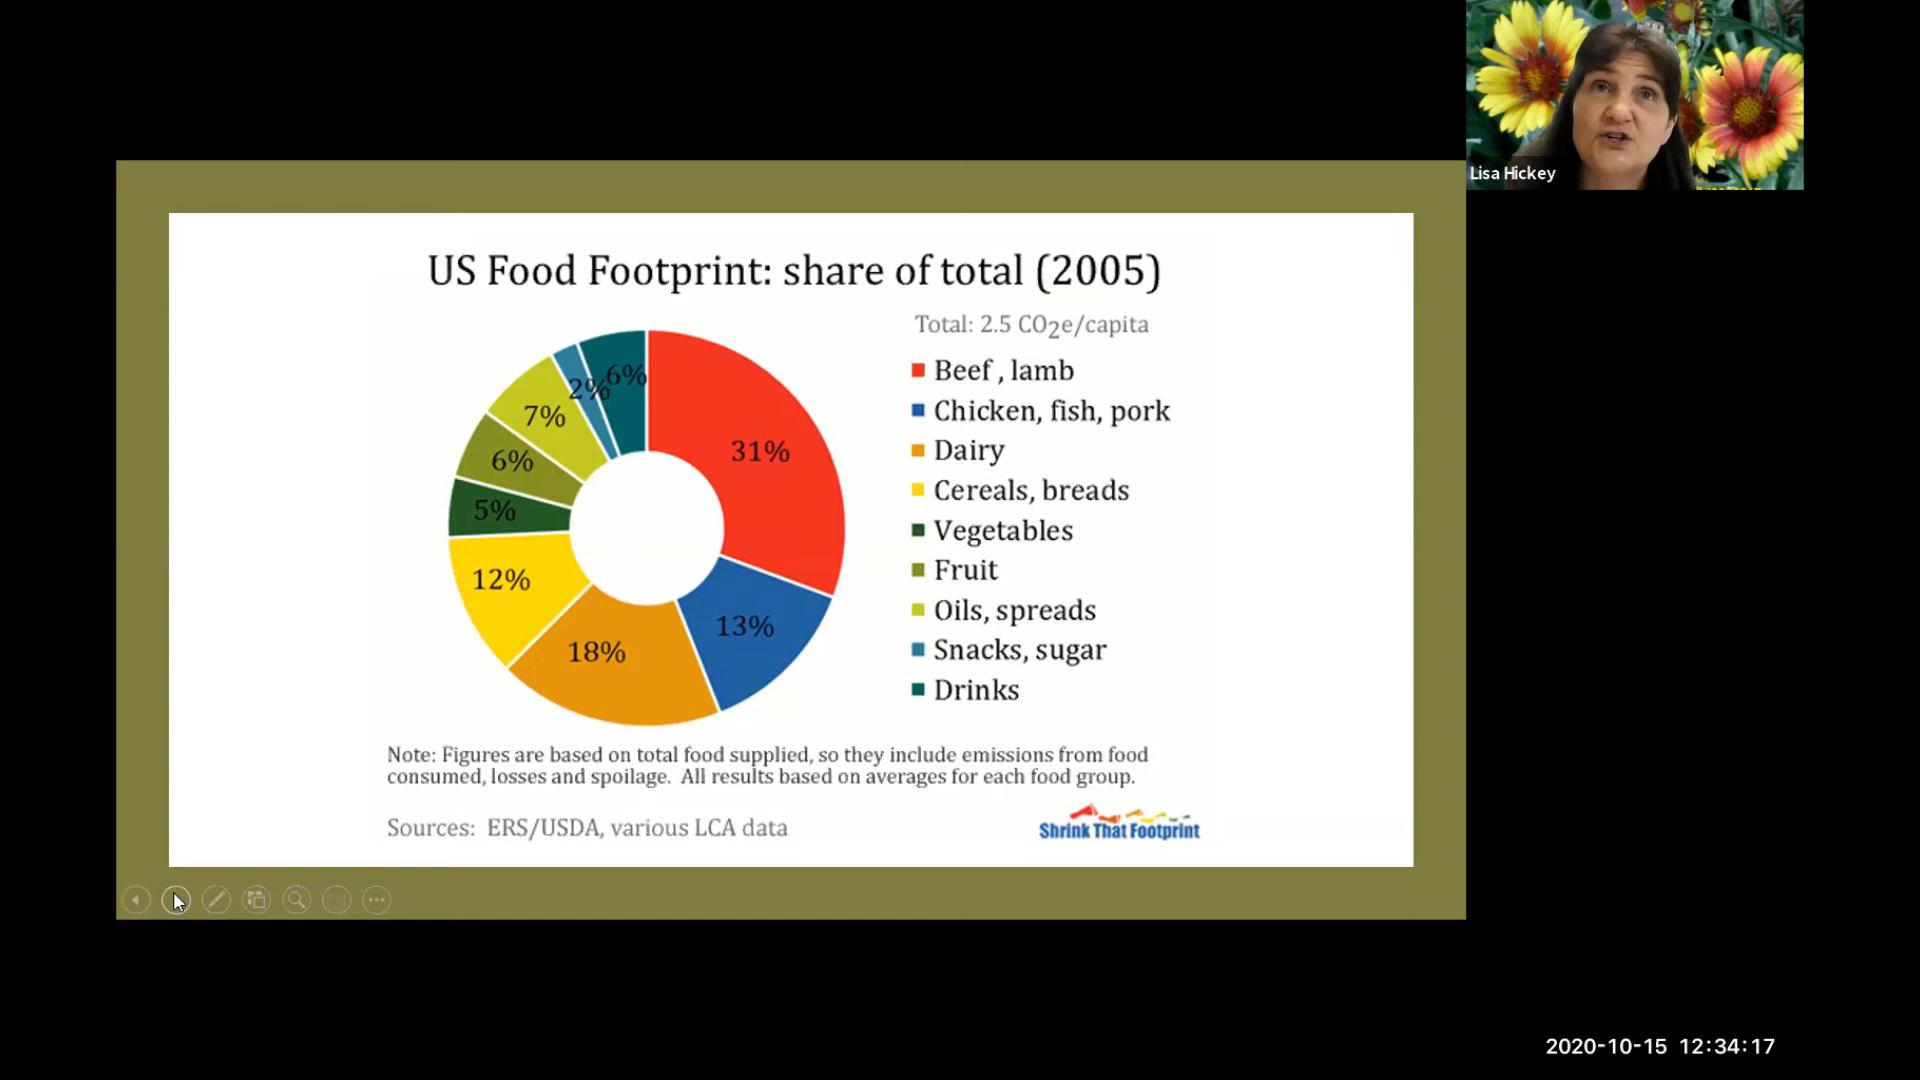 Lisa Hickey
US Food Footprint: share of total (2005)
Total: 2.5 CO2e/capita
31%
13%
18%
12%
5%
6%
7%
2%
6%
Beef , lamb
Chicken, fish, pork
Dairy
Cereals, breads
Vegetables
Fruit
Oils, spreads
Snacks, sugar
Drinks
Note: Figures are based on total food supplied, so they include emissions from food
consumed, losses and spoilage. All results based on averages for each food group.
Sources: ERS/USDA, various LCA data
Shrink That Footprint
2020-10-15 12:34:17